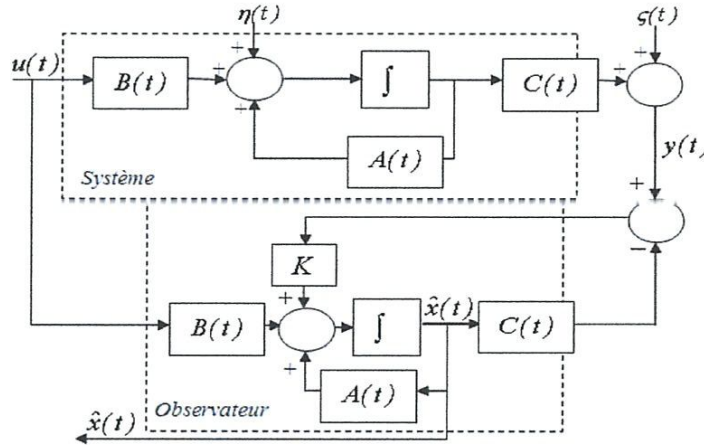 η(t) ς(t)
+ +
u(t) B(t) + ∫ C(t) +
+
A(t) y(t)
Système
+
K −
+
B(t) + ∫ x̂(t) C(t)
+
A(t)
Observateur
x̂(t)